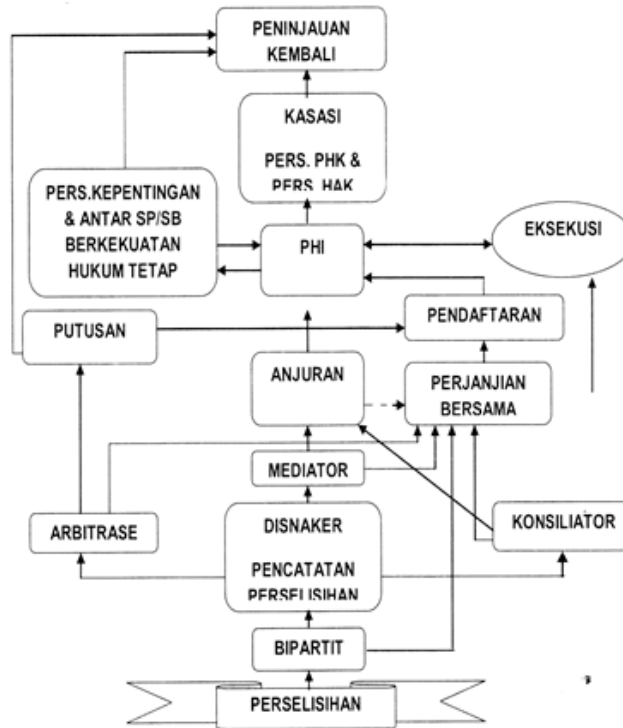 PENINJAUAN
KEMBALI
KASASI
PERS. PHK &
PERS. HAK
PERS.KEPENTINGAN
& ANTAR SP/SB
BERKEKUATAN
HUKUM TETAP
PHI
EKSEKUSI
PUTUSAN
PENDAFTARAN
ANJURAN
PERJANJIAN
BERSAMA
MEDIATOR
ARBITRASE
DISNAKER
PENCATATAN
PERSELISIHAN
KONSILIATOR
BIPARTIT
PERSELISIHAN